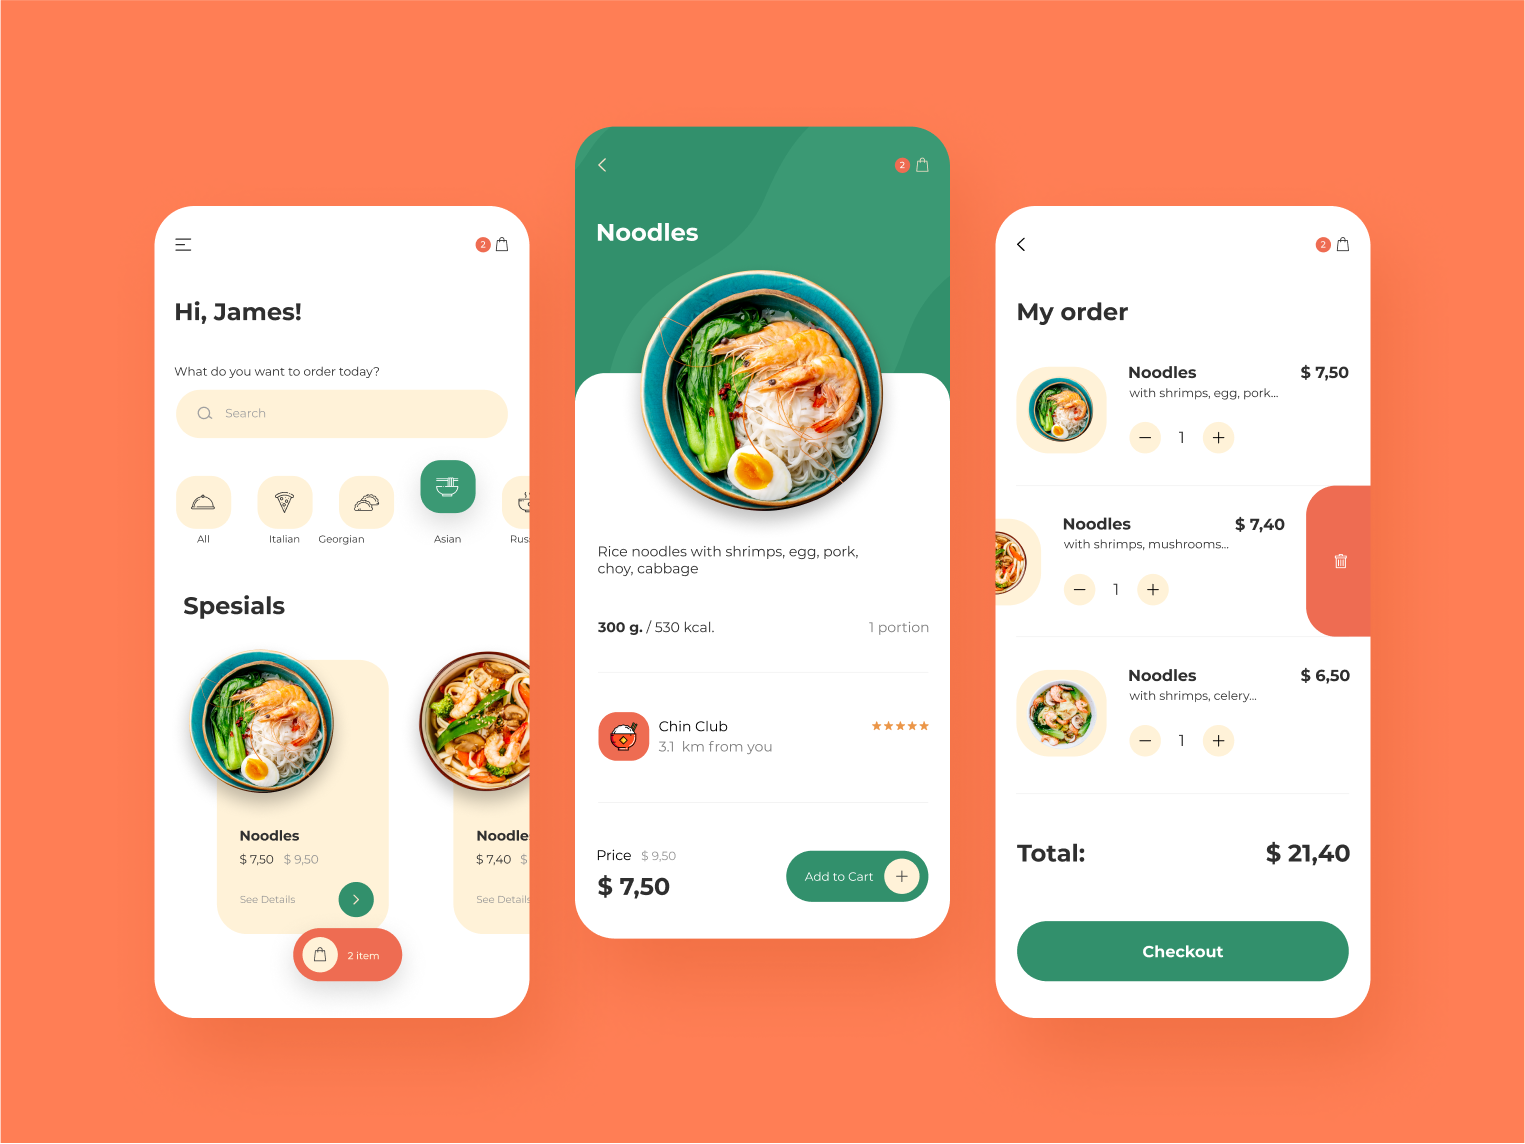 2
Hi, James!
What do you want to order today?
Search
All
Italian
Georgian
Asian
Rus
Spesials
Noodles
$ 7,50 $ 9,50
See Details
Noodle
$ 7,40 $
See Details
2 item
2
Noodles
Rice noodles with shrimps, egg, pork,
choy, cabbage
300 g. / 530 kcal.
1 portion
Chin Club
3.1 km from you
Price $ 9,50
$ 7,50
Add to Cart
2
My order
Noodles
$ 7,50
with shrimps, egg, pork...
1
Noodles
$ 7,40
with shrimps, mushrooms...
1
Noodles
$ 6,50
with shrimps, celery...
1
Total:
$ 21,40
Checkout